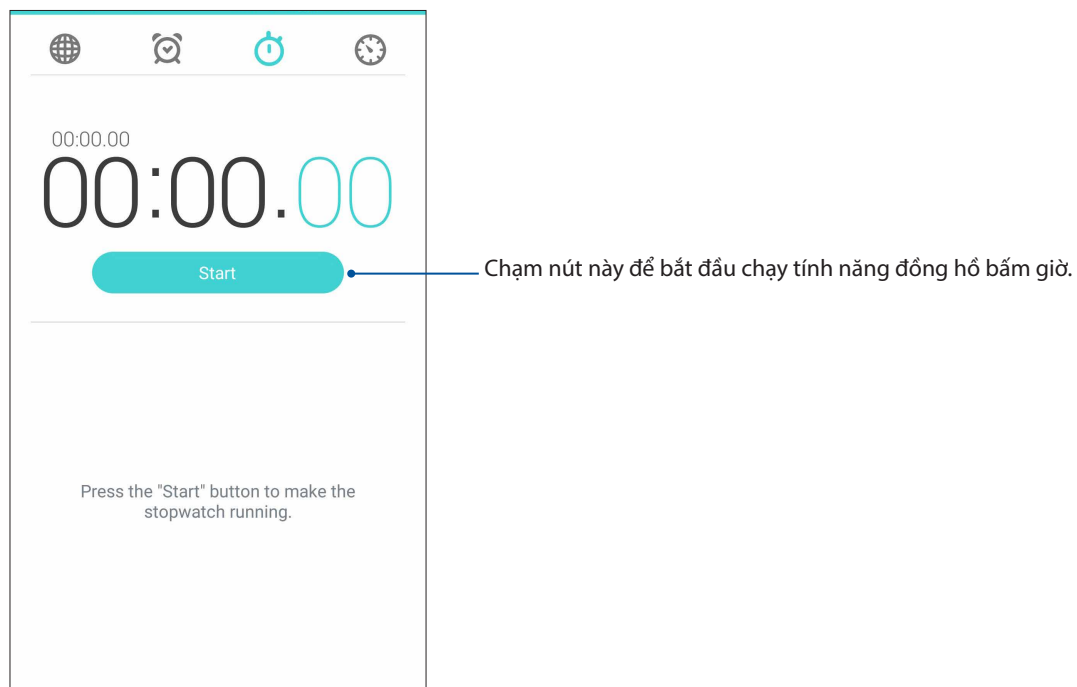 00:00.00
00:00.00
Start
Chạm nút này để bắt đầu chạy tính năng đồng hồ bấm giờ.
Press the "Start" button to make the
stopwatch running.